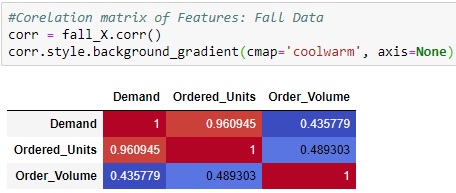 #Corelation matrix of Features: Fall Data
corr = fall_X.corr()
corr.style.background_gradient(cmap='coolwarm', axis=None)
Demand Ordered_Units Order_Volume
Demand 1 0.960945 0.435779
Ordered_Units 0.960945 1 0.489303
Order_Volume 0.435779 0.489303 1